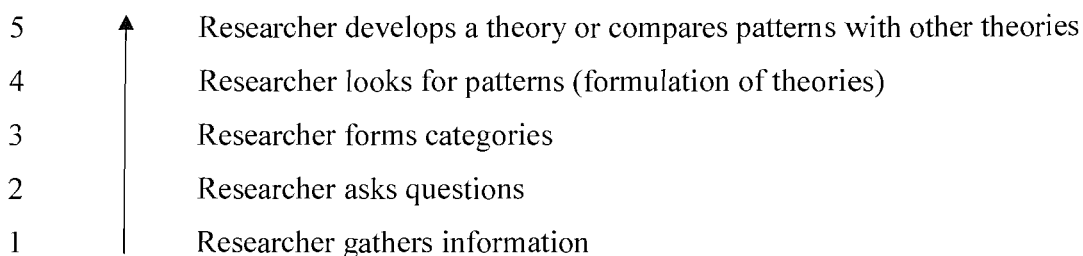 5 Researcher develops a theory or compares patterns with other theories
4 Researcher looks for patterns (formulation of theories)
3 Researcher forms categories
2 Researcher asks questions
1 Researcher gathers information